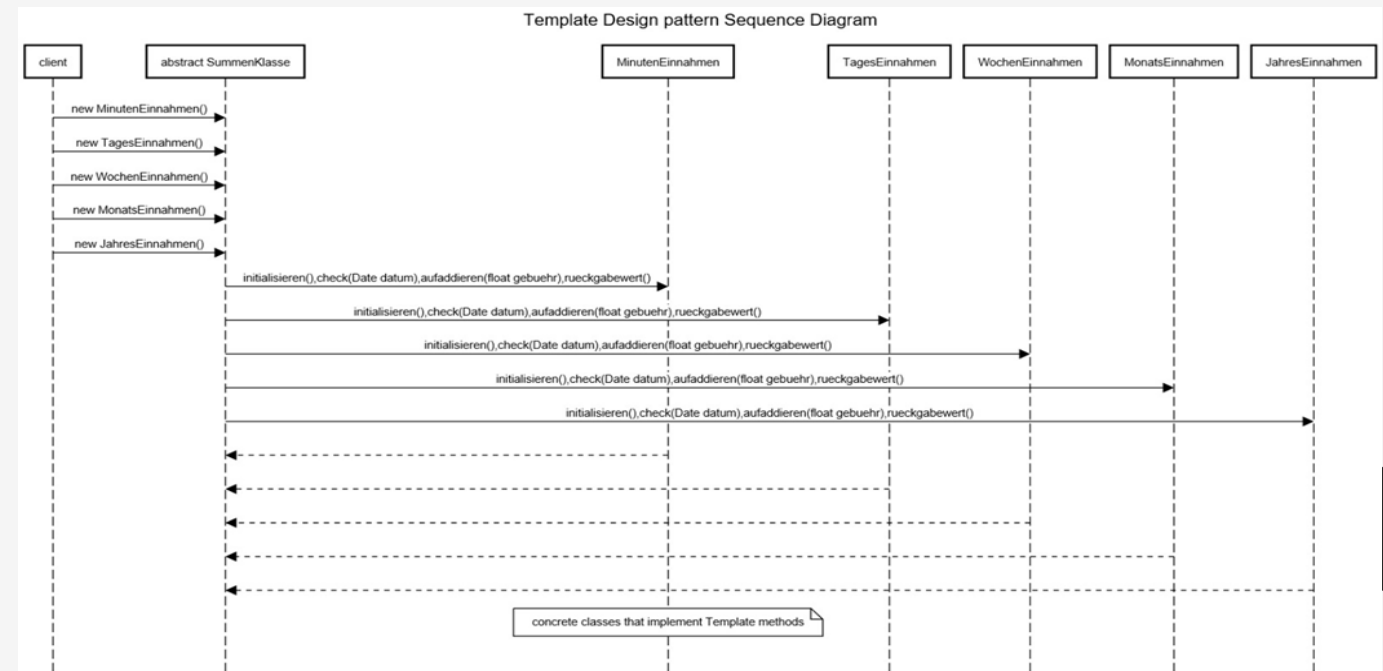 Template Design pattern Sequence Diagram
client
abstract SummenKlasse
MinutenEinnahmen
TagesEinnahmen
WochenEinnahmen
MonatsEinnahmen
JahresEinnahmen
new MinutenEinnahmen()
new TagesEinnahmen()
new WochenEinnahmen()
new MonatsEinnahmen()
new JahresEinnahmen()
initialisieren(),check(Date datum),aufaddieren(float gebuehr),rueckgabewert()
initialisieren(),check(Date datum),aufaddieren(float gebuehr),rueckgabewert()
initialisieren(),check(Date datum),aufaddieren(float gebuehr),rueckgabewert()
initialisieren(),check(Date datum),aufaddieren(float gebuehr),rueckgabewert()
initialisieren(),check(Date datum),aufaddieren(float gebuehr),rueckgabewert()
concrete classes that implement Template methods